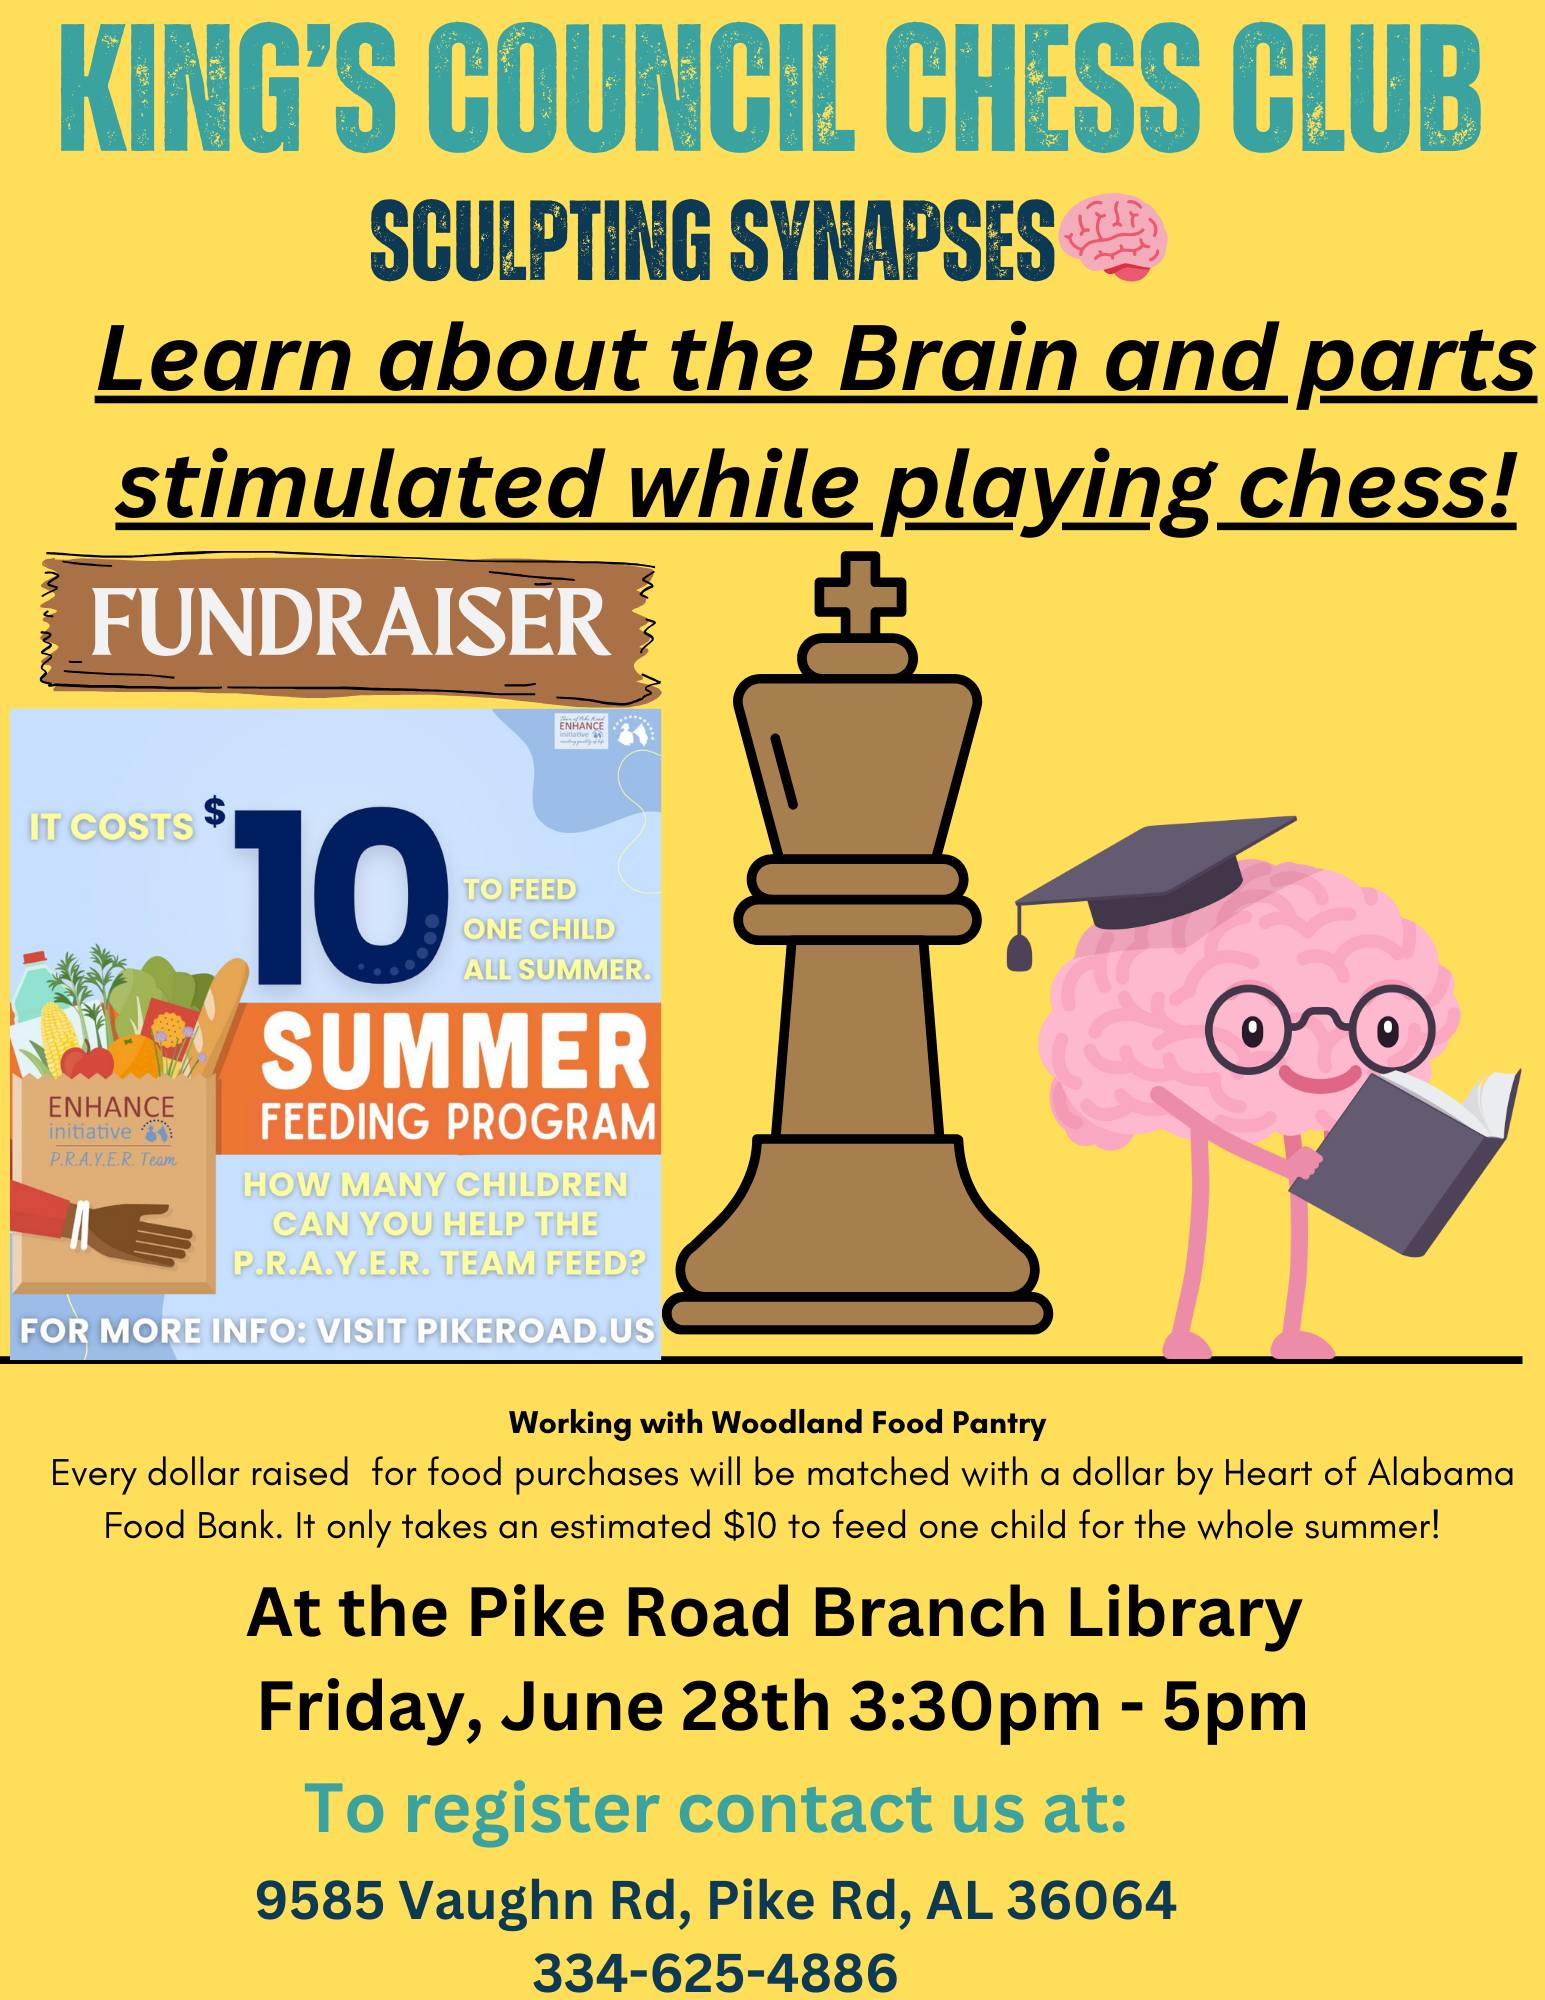 KING'S COUNCIL CHESS CLUB
SCULPTING SYNAPSES
Learn about the Brain and parts
stimulated while playing chess!
FUNDRAISER
Town of Pike Road
ENHANCE
initiative
IT COSTS $10
TO FEED
ONE CHILD
ALL SUMMER.
SUMMER
FEEDING PROGRAM
ENHANCE
initiative
P.R.A.Y.E.R. Team
HOW MANY CHILDREN
CAN YOU HELP THE
P.R.A.Y.E.R. TEAM FEED?
FOR MORE INFO: VISIT PIKEROAD.US
Working with Woodland Food Pantry
Every dollar raised  for food purchases will be matched with a dollar by Heart of Alabama
Food Bank. It only takes an estimated $10 to feed one child for the whole summer!
At the Pike Road Branch Library
Friday, June 28th 3:30pm - 5pm
To register contact us at:
9585 Vaughn Rd, Pike Rd, AL 36064
334-625-4886